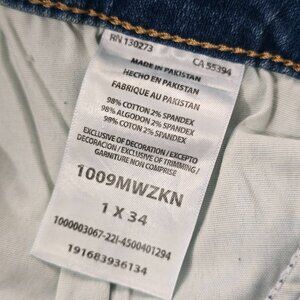 RN 130273 CA 55394
MADE IN PAKISTAN
HECHO EN PAKISTAN
FABRIQUE AU PAKISTAN
98% COTTON 2% SPANDEX
98% ALGODON 2% SPANDEX
98% COTON 2% SPANDEX
EXCLUSIVE OF DECORATION / EXCEPTO
DECORACION / EXCLUSIVE OF TRIMMING /
GARNITURE NON COMPRISE
1009MWZKN
1 X 34
1000003067-22I-4500401294
191683936134